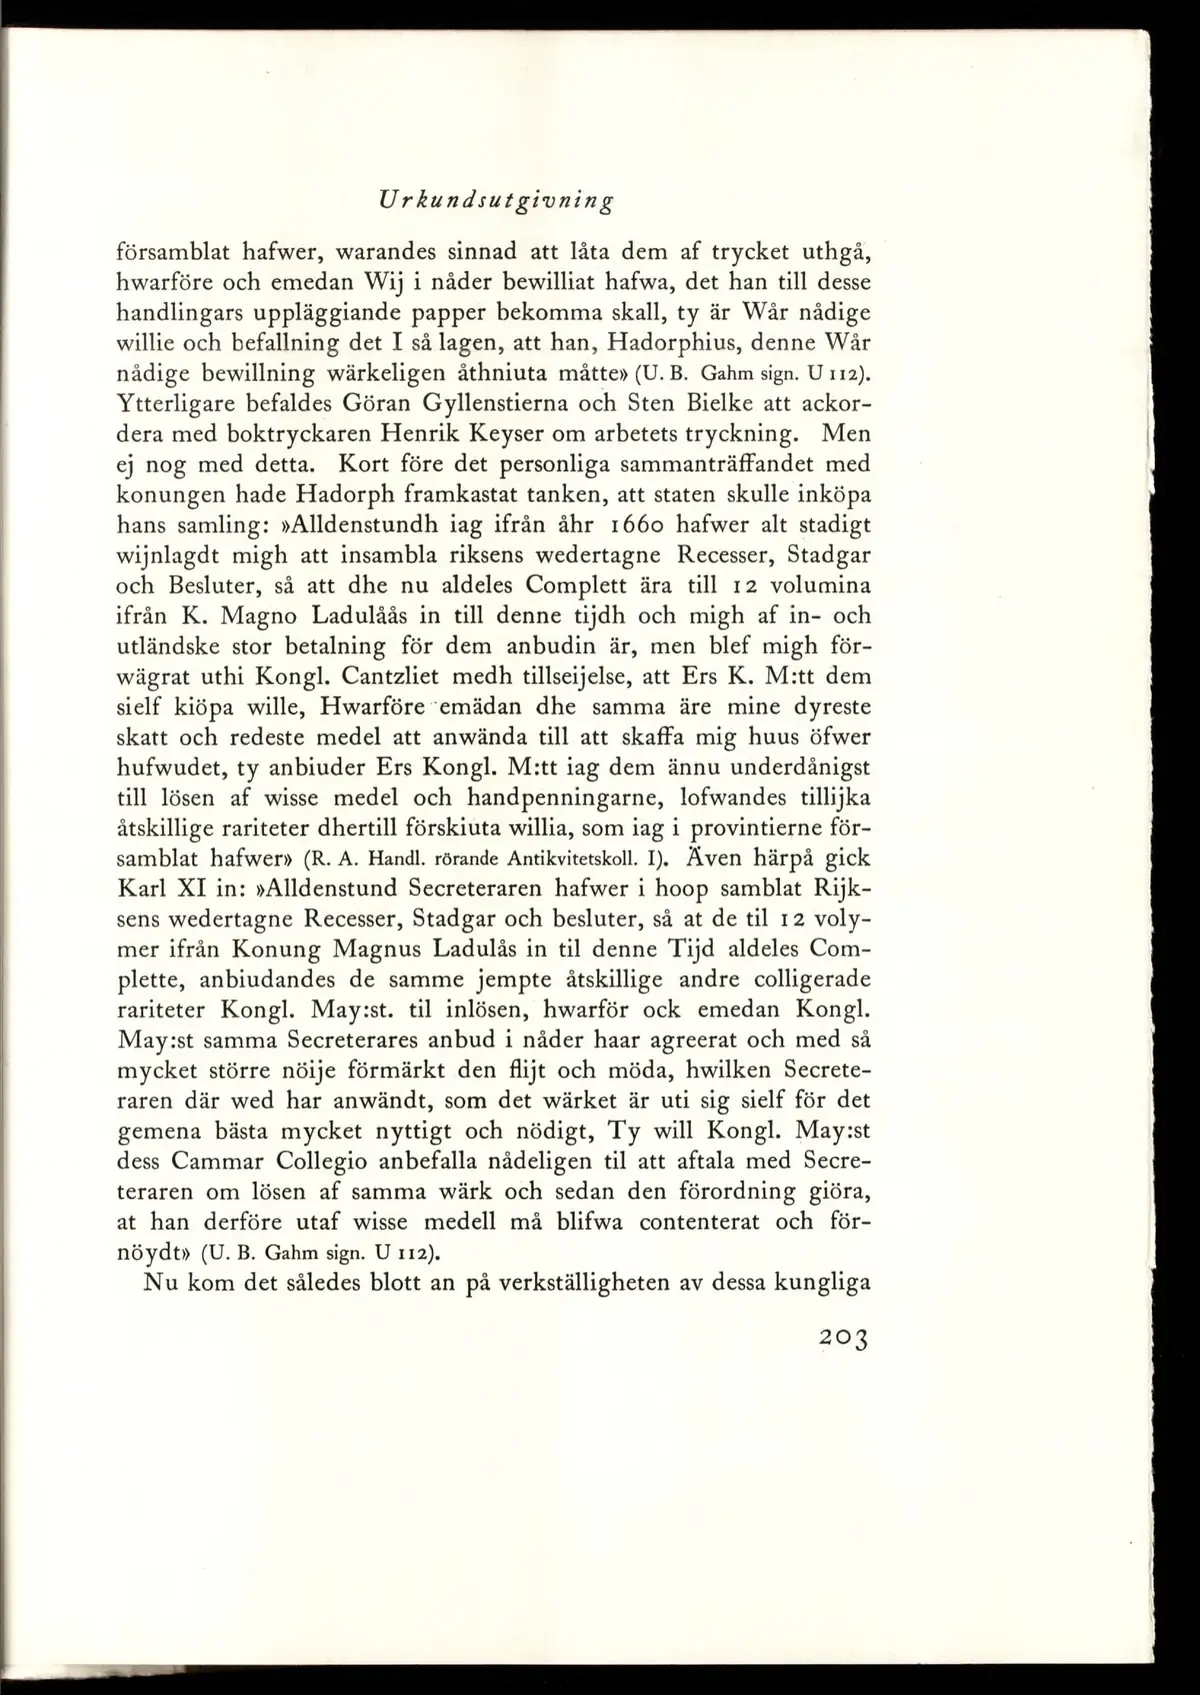 Urkundsutgivning
församblat hafwer, warandes sinnad att låta dem af trycket uthgå,
hwarföre och emedan Wij i nåder bewilliat hafwa, det han till desse
handlingars uppläggiande papper bekomma skall, ty är Wår nådige
willie och befallning det I så lagen, att han, Hadorphius, denne Wår
nådige bewillning wärkeligen åthniuta måtte» (U. B. Gahm sign. U 112).
Ytterligare befaldes Göran Gyllenstierna och Sten Bielke att ackor-
dera med boktryckaren Henrik Keyser om arbetets tryckning. Men
ej nog med detta. Kort före det personliga sammanträffandet med
konungen hade Hadorph framkastat tanken, att staten skulle inköpa
hans samling: »Alldenstundh iag ifrån åhr 1660 hafwer alt stadigt
wijnlagdt migh att insambla riksens wedertagne Recesser, Stadgar
och Besluter, så att dhe nu aldeles Complett ära till 12 volumina
ifrån K. Magno Ladulåås in till denne tijdh och migh af in- och
utländske stor betalning för dem anbudin är, men blef migh för-
wägrat uthi Kongl. Cantzliet medh tillseijelse, att Ers K. M:tt dem
sielf kiöpa wille, Hwarföre emädan dhe samma äre mine dyreste
skatt och redeste medel att anwända till att skaffa mig huus öfwer
hufwudet, ty anbiuder Ers Kongl. M:tt iag dem ännu underdånigst
till lösen af wisse medel och handpenningarne, lofwandes tillijka
åtskillige rariteter dhertill förskiuta willia, som iag i provintierne för-
samblat hafwer» (R. A. Handl. rörande Antikvitetskoll. I). Även härpå gick
Karl XI in: »Alldenstund Secreteraren hafwer i hoop samblat Rijk-
sens wedertagne Recesser, Stadgar och besluter, så at de til 12 voly-
mer ifrån Konung Magnus Ladulås in til denne Tijd aldeles Com-
plette, anbiudandes de samme jempte åtskillige andre colligerade
rariteter Kongl. May:st. til inlösen, hwarför ock emedan Kongl.
May:st samma Secreterares anbud i nåder haar agreerat och med så
mycket större nöije förmärkt den flijt och möda, hwilken Secrete-
raren där wed har anwändt, som det wärket är uti sig sielf för det
gemena bästa mycket nyttigt och nödigt, Ty will Kongl. May:st
dess Cammar Collegio anbefalla nådeligen til att aftala med Secre-
teraren om lösen af samma wärk och sedan den förordning giöra,
at han derföre utaf wisse medell må blifwa contenterat och för-
nöydt» (U. B. Gahm sign. U 112).
Nu kom det således blott an på verkställigheten av dessa kungliga
203